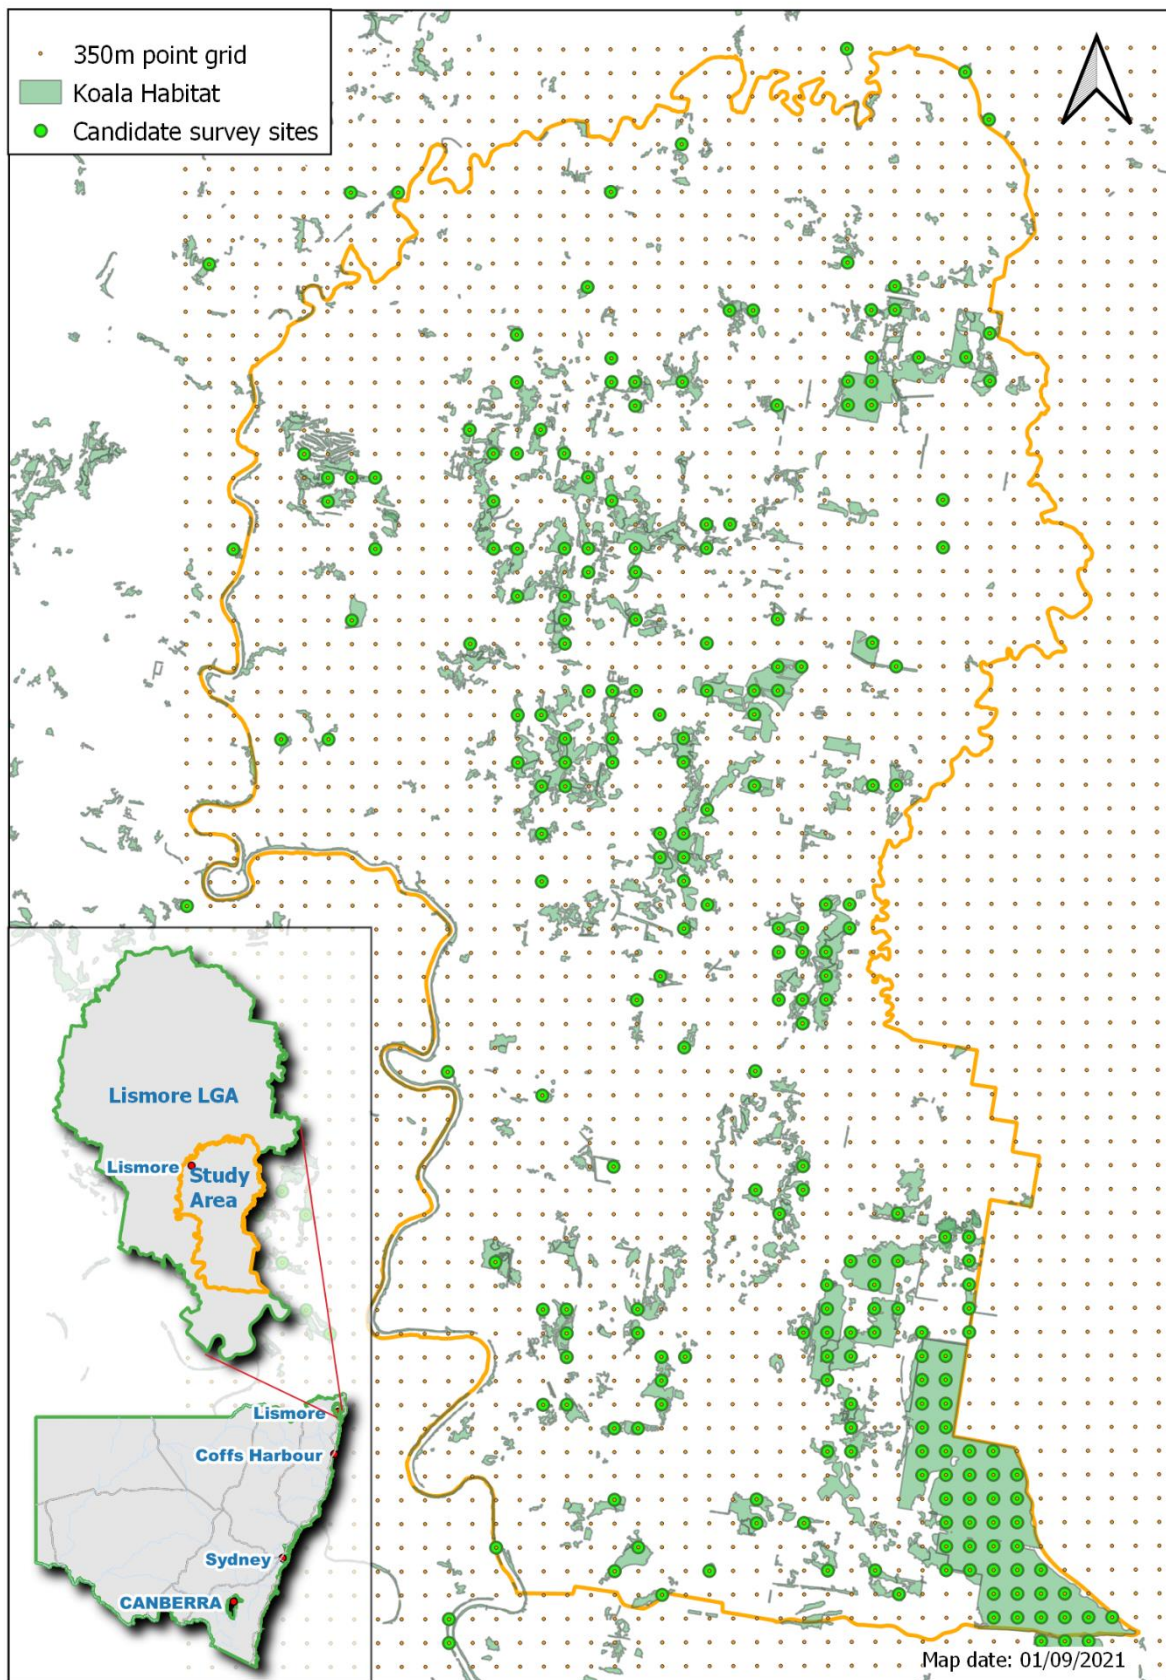 350m point grid
Koala Habitat
Candidate survey sites
Lismore LGA
Lismore
Study
Area
Lismore
Coffs Harbour
Sydney
CANBERRA
Map date: 01/09/2021